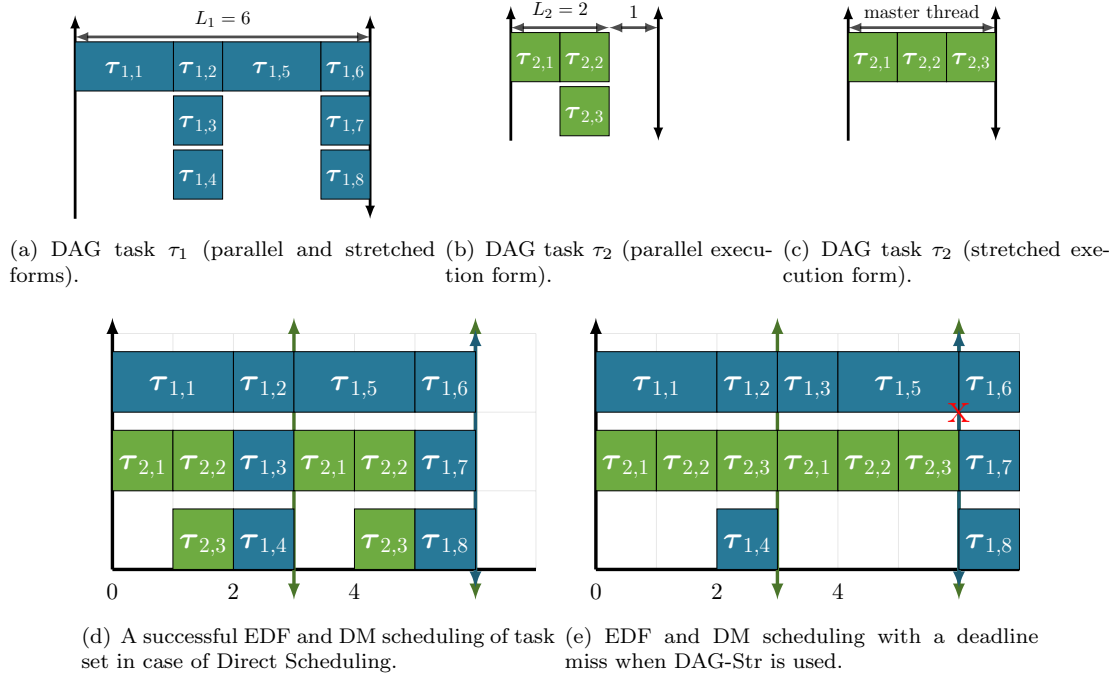 L₁ = 6
τ₁,₁ τ₁,₂ τ₁,₅ τ₁,₆
τ₁,₃ τ₁,₇
τ₁,₄ τ₁,₈
(a) DAG task τ₁ (parallel and stretched
forms).
L₂ = 2 1
τ₂,₁ τ₂,₂
τ₂,₃
(b) DAG task τ₂ (parallel execu-
tion form).
master thread
τ₂,₁ τ₂,₂ τ₂,₃
(c) DAG task τ₂ (stretched exe-
cution form).
τ₁,₁ τ₁,₂ τ₁,₅ τ₁,₆
τ₂,₁ τ₂,₂ τ₁,₃ τ₂,₁ τ₂,₂ τ₁,₇
τ₂,₃ τ₁,₄ τ₂,₃ τ₁,₈
0 2 4
(d) A successful EDF and DM scheduling of task
set in case of Direct Scheduling.
τ₁,₁ τ₁,₂ τ₁,₃ τ₁,₅ τ₁,₆
X
τ₂,₁ τ₂,₂ τ₂,₃ τ₂,₁ τ₂,₂ τ₂,₃ τ₁,₇
τ₁,₄ τ₁,₈
0 2 4
(e) EDF and DM scheduling with a deadline
miss when DAG-Str is used.